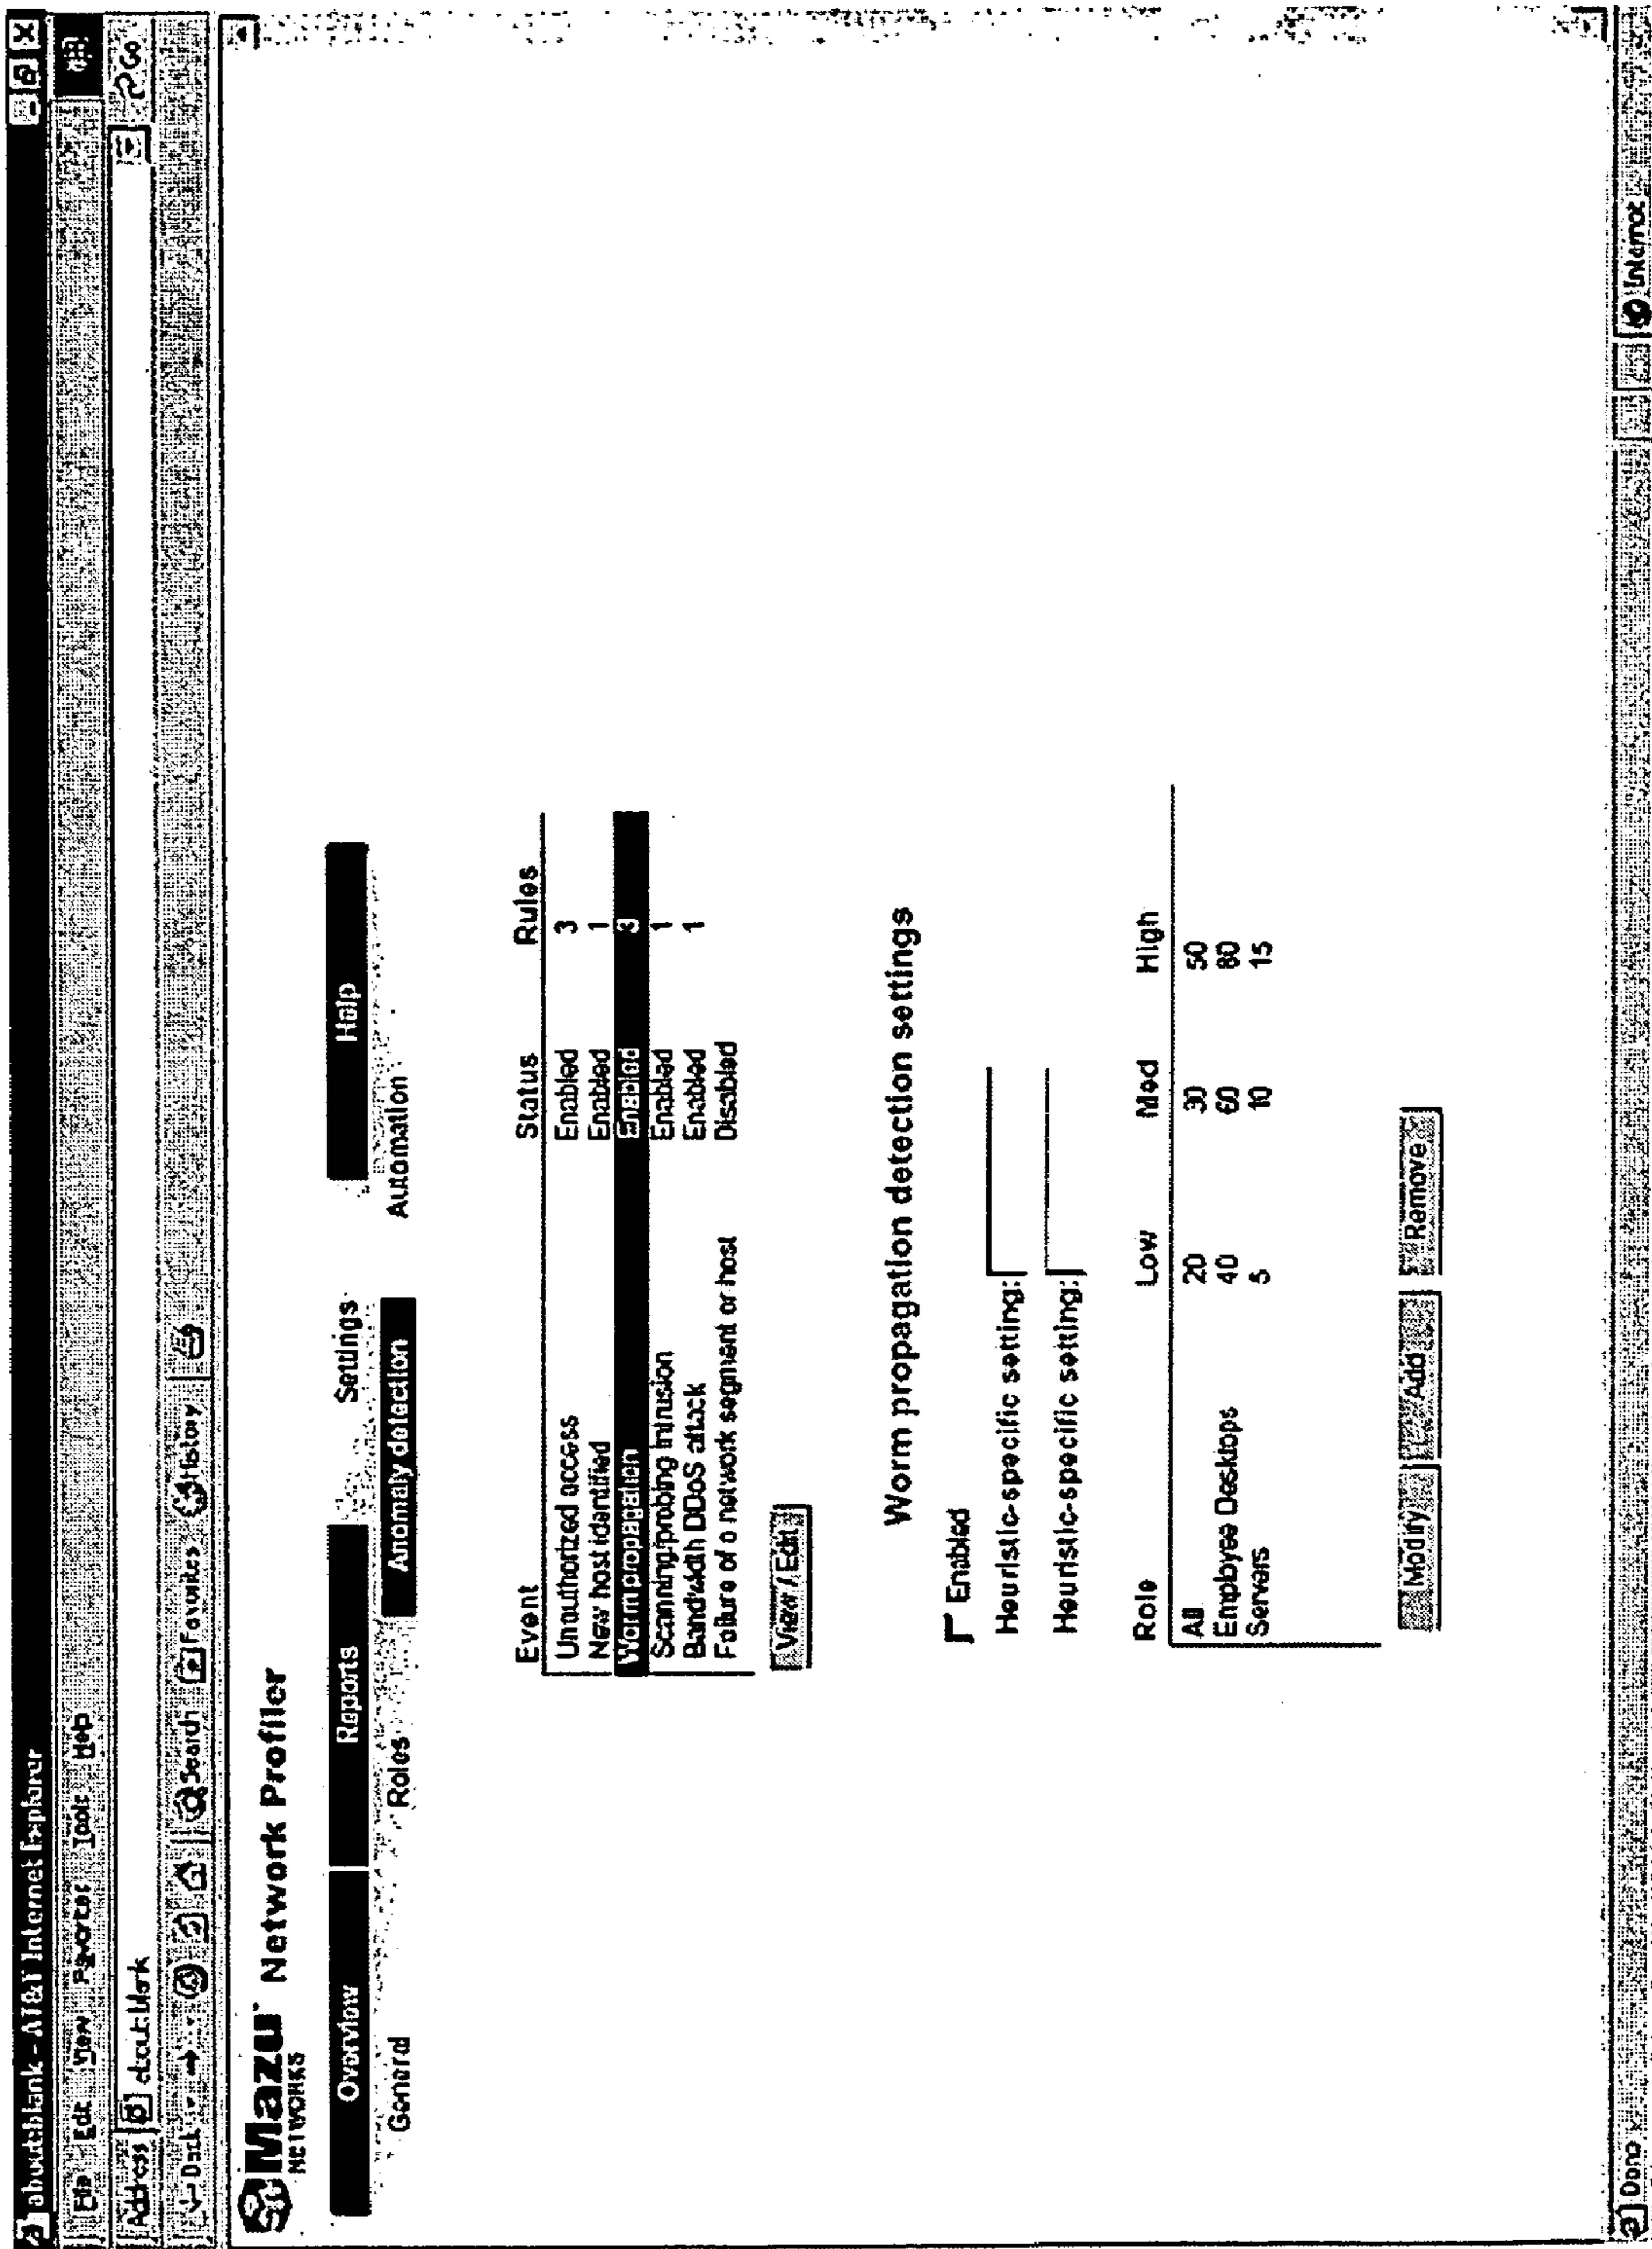 about:blank - AT&T Internet Explorer
File Edit View Favorites Tools Help
Address about:blank
Back Search Favorites History
Mazu Network Profiler
NETWORKS
Overview Reports Settings Help
General Roles Anomaly detection Automation
Event Status Rules
Unauthorized access Enabled 3
New host identified Enabled 1
Worm propagation Enabled 3
Scanning/probing intrusion Enabled 1
Bandwidth DDoS attack Enabled 1
Failure of a network segment or host Disabled
View / Edit
Worm propagation detection settings
Enabled
Heuristic-specific setting:
Heuristic-specific setting:
Role Low Med High
All 20 30 50
Employee Desktops 40 60 80
Servers 5 10 15
Modify Add Remove
Done Internet